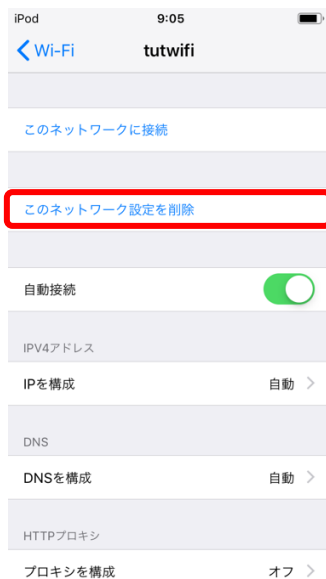 iPod 9:05
Wi-Fi tutwifi
このネットワークに接続
このネットワーク設定を削除
自動接続
IPV4アドレス
IPを構成 自動
DNS
DNSを構成 自動
HTTPプロキシ
プロキシを構成 オフ